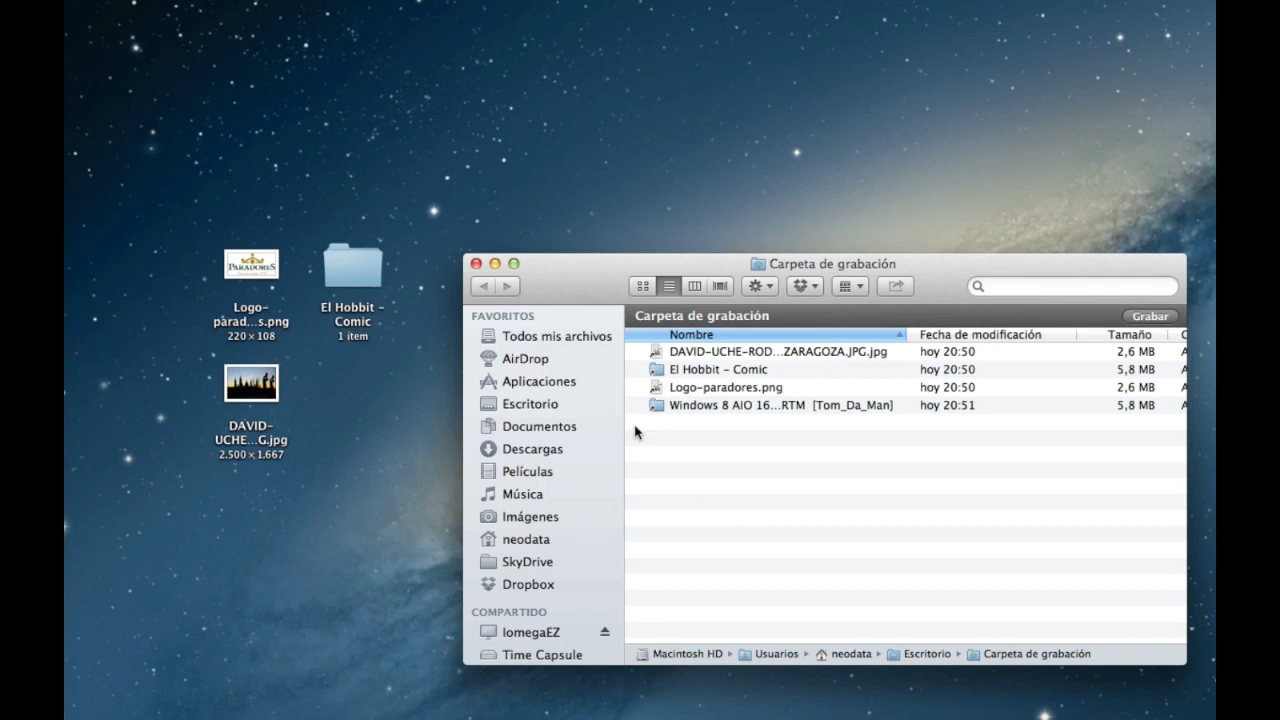 PARADORES
Logo-
parad...s.png
220 × 108
El Hobbit –
Comic
1 item
DAVID-
UCHE...G.jpg
2.500 × 1.667
Carpeta de grabación
FAVORITOS
Todos mis archivos
AirDrop
Aplicaciones
Escritorio
Documentos
Descargas
Películas
Música
Imágenes
neodata
SkyDrive
Dropbox
COMPARTIDO
IomegaEZ
Time Capsule
Carpeta de grabación Grabar
Nombre Fecha de modificación Tamaño C
DAVID-UCHE-ROD...ZARAGOZA.JPG.jpg hoy 20:50 2,6 MB A
El Hobbit – Comic hoy 20:50 5,8 MB A
Logo-paradores.png hoy 20:50 2,6 MB A
Windows 8 AIO 16...RTM [Tom_Da_Man] hoy 20:51 5,8 MB A
Macintosh HD ▸ Usuarios ▸ neodata ▸ Escritorio ▸ Carpeta de grabación